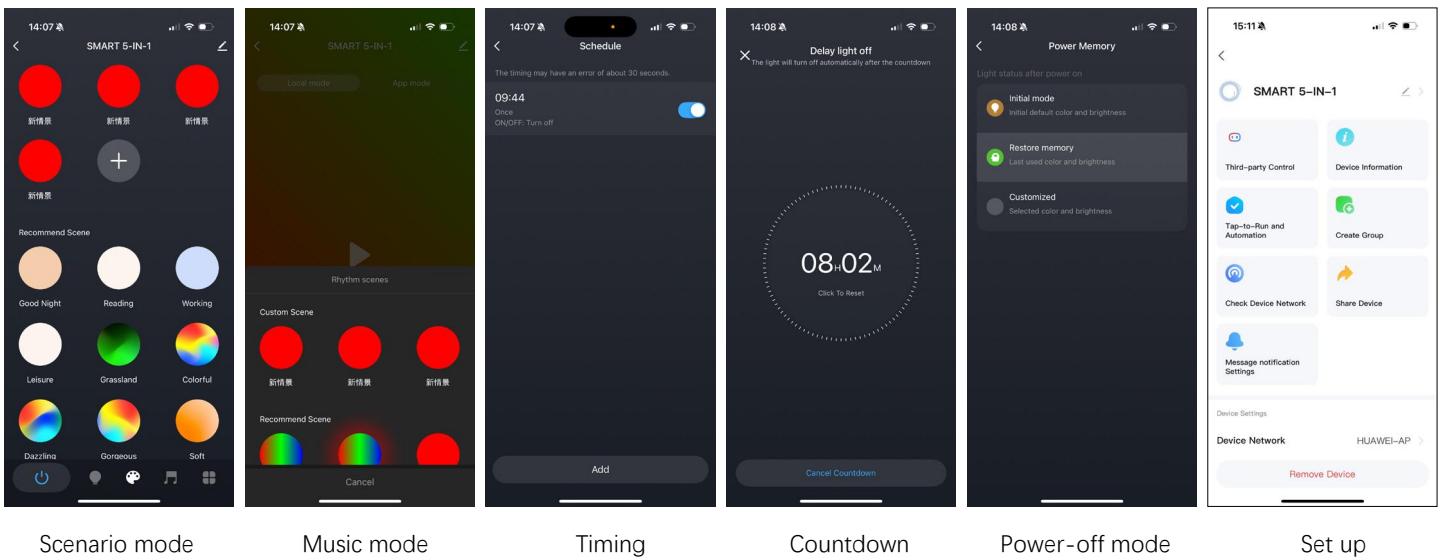 14:07
SMART 5-IN-1
新情景
新情景
新情景
新情景
Recommend Scene
Good Night
Reading
Working
Leisure
Grassland
Colorful
Dazzling
Gorgeous
Soft
Scenario mode
14:07
SMART 5-IN-1
Local mode
App mode
Rhythm scenes
Custom Scene
新情景
新情景
新情景
Recommend Scene
Cancel
Music mode
14:07
Schedule
The timing may have an error of about 30 seconds.
09:44
Once
ON/OFF: Turn off
Add
Timing
14:08
Delay light off
The light will turn off automatically after the countdown
08H02M
Click To Reset
Cancel Countdown
Countdown
14:08
Power Memory
Light status after power on
Initial mode
Initial default color and brightness
Restore memory
Last used color and brightness
Customized
Selected color and brightness
Power-off mode
15:11
SMART 5-IN-1
Third-party Control
Device Information
Tap-to-Run and
Automation
Create Group
Check Device Network
Share Device
Message notification
Settings
Device Settings
Device Network
HUAWEI-AP
Remove Device
Set up